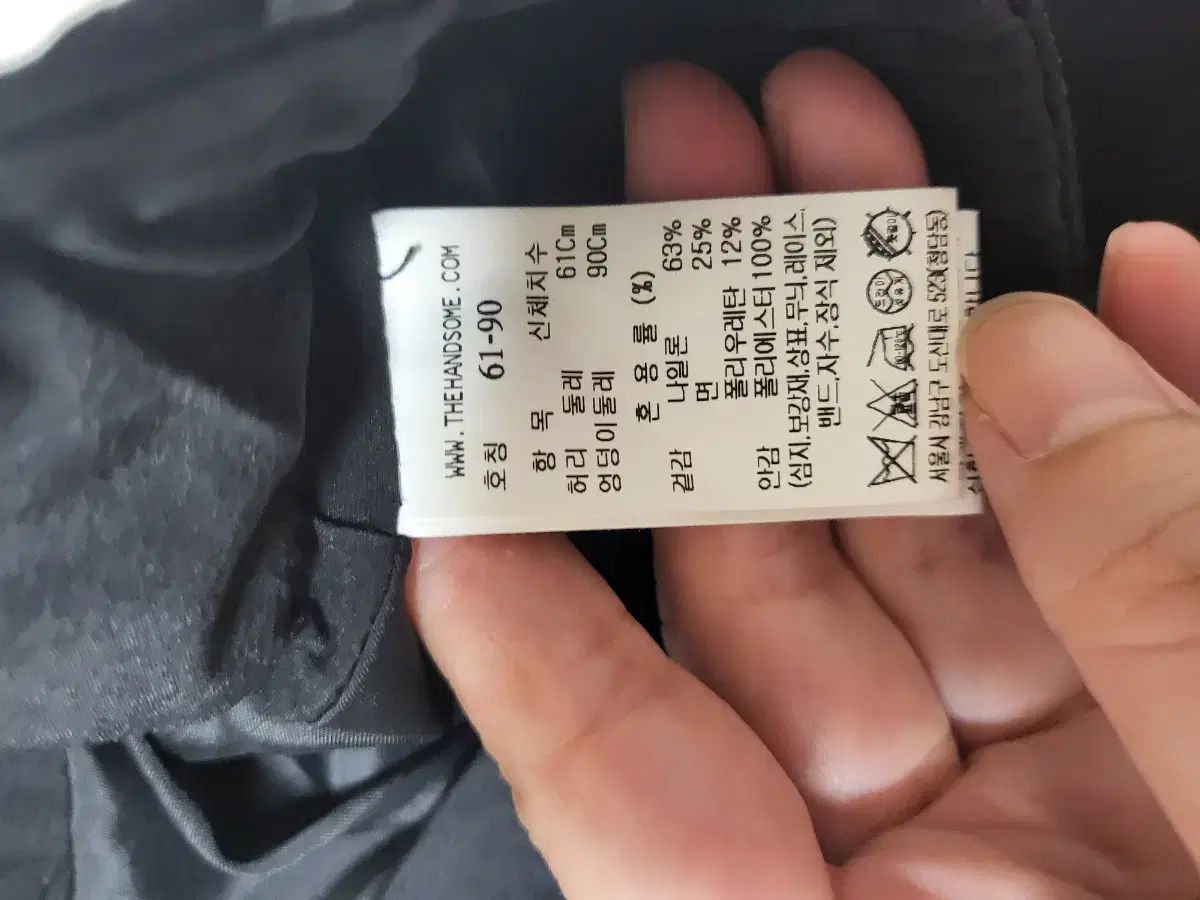 WWW.THEHANDSOME.COM
호칭 61-90
항 목 신체치수
허리 둘레 61Cm
엉덩이둘레 90Cm
혼 용 률 (%)
겉감 나일론 63%
면 25%
폴리우레탄 12%
안감 폴리에스터 100%
(심지,보강재,상표,무늬,레이스,
밴드,자수,장식 제외)
드라이
서울시 강남구 도산대로 523(청담동)